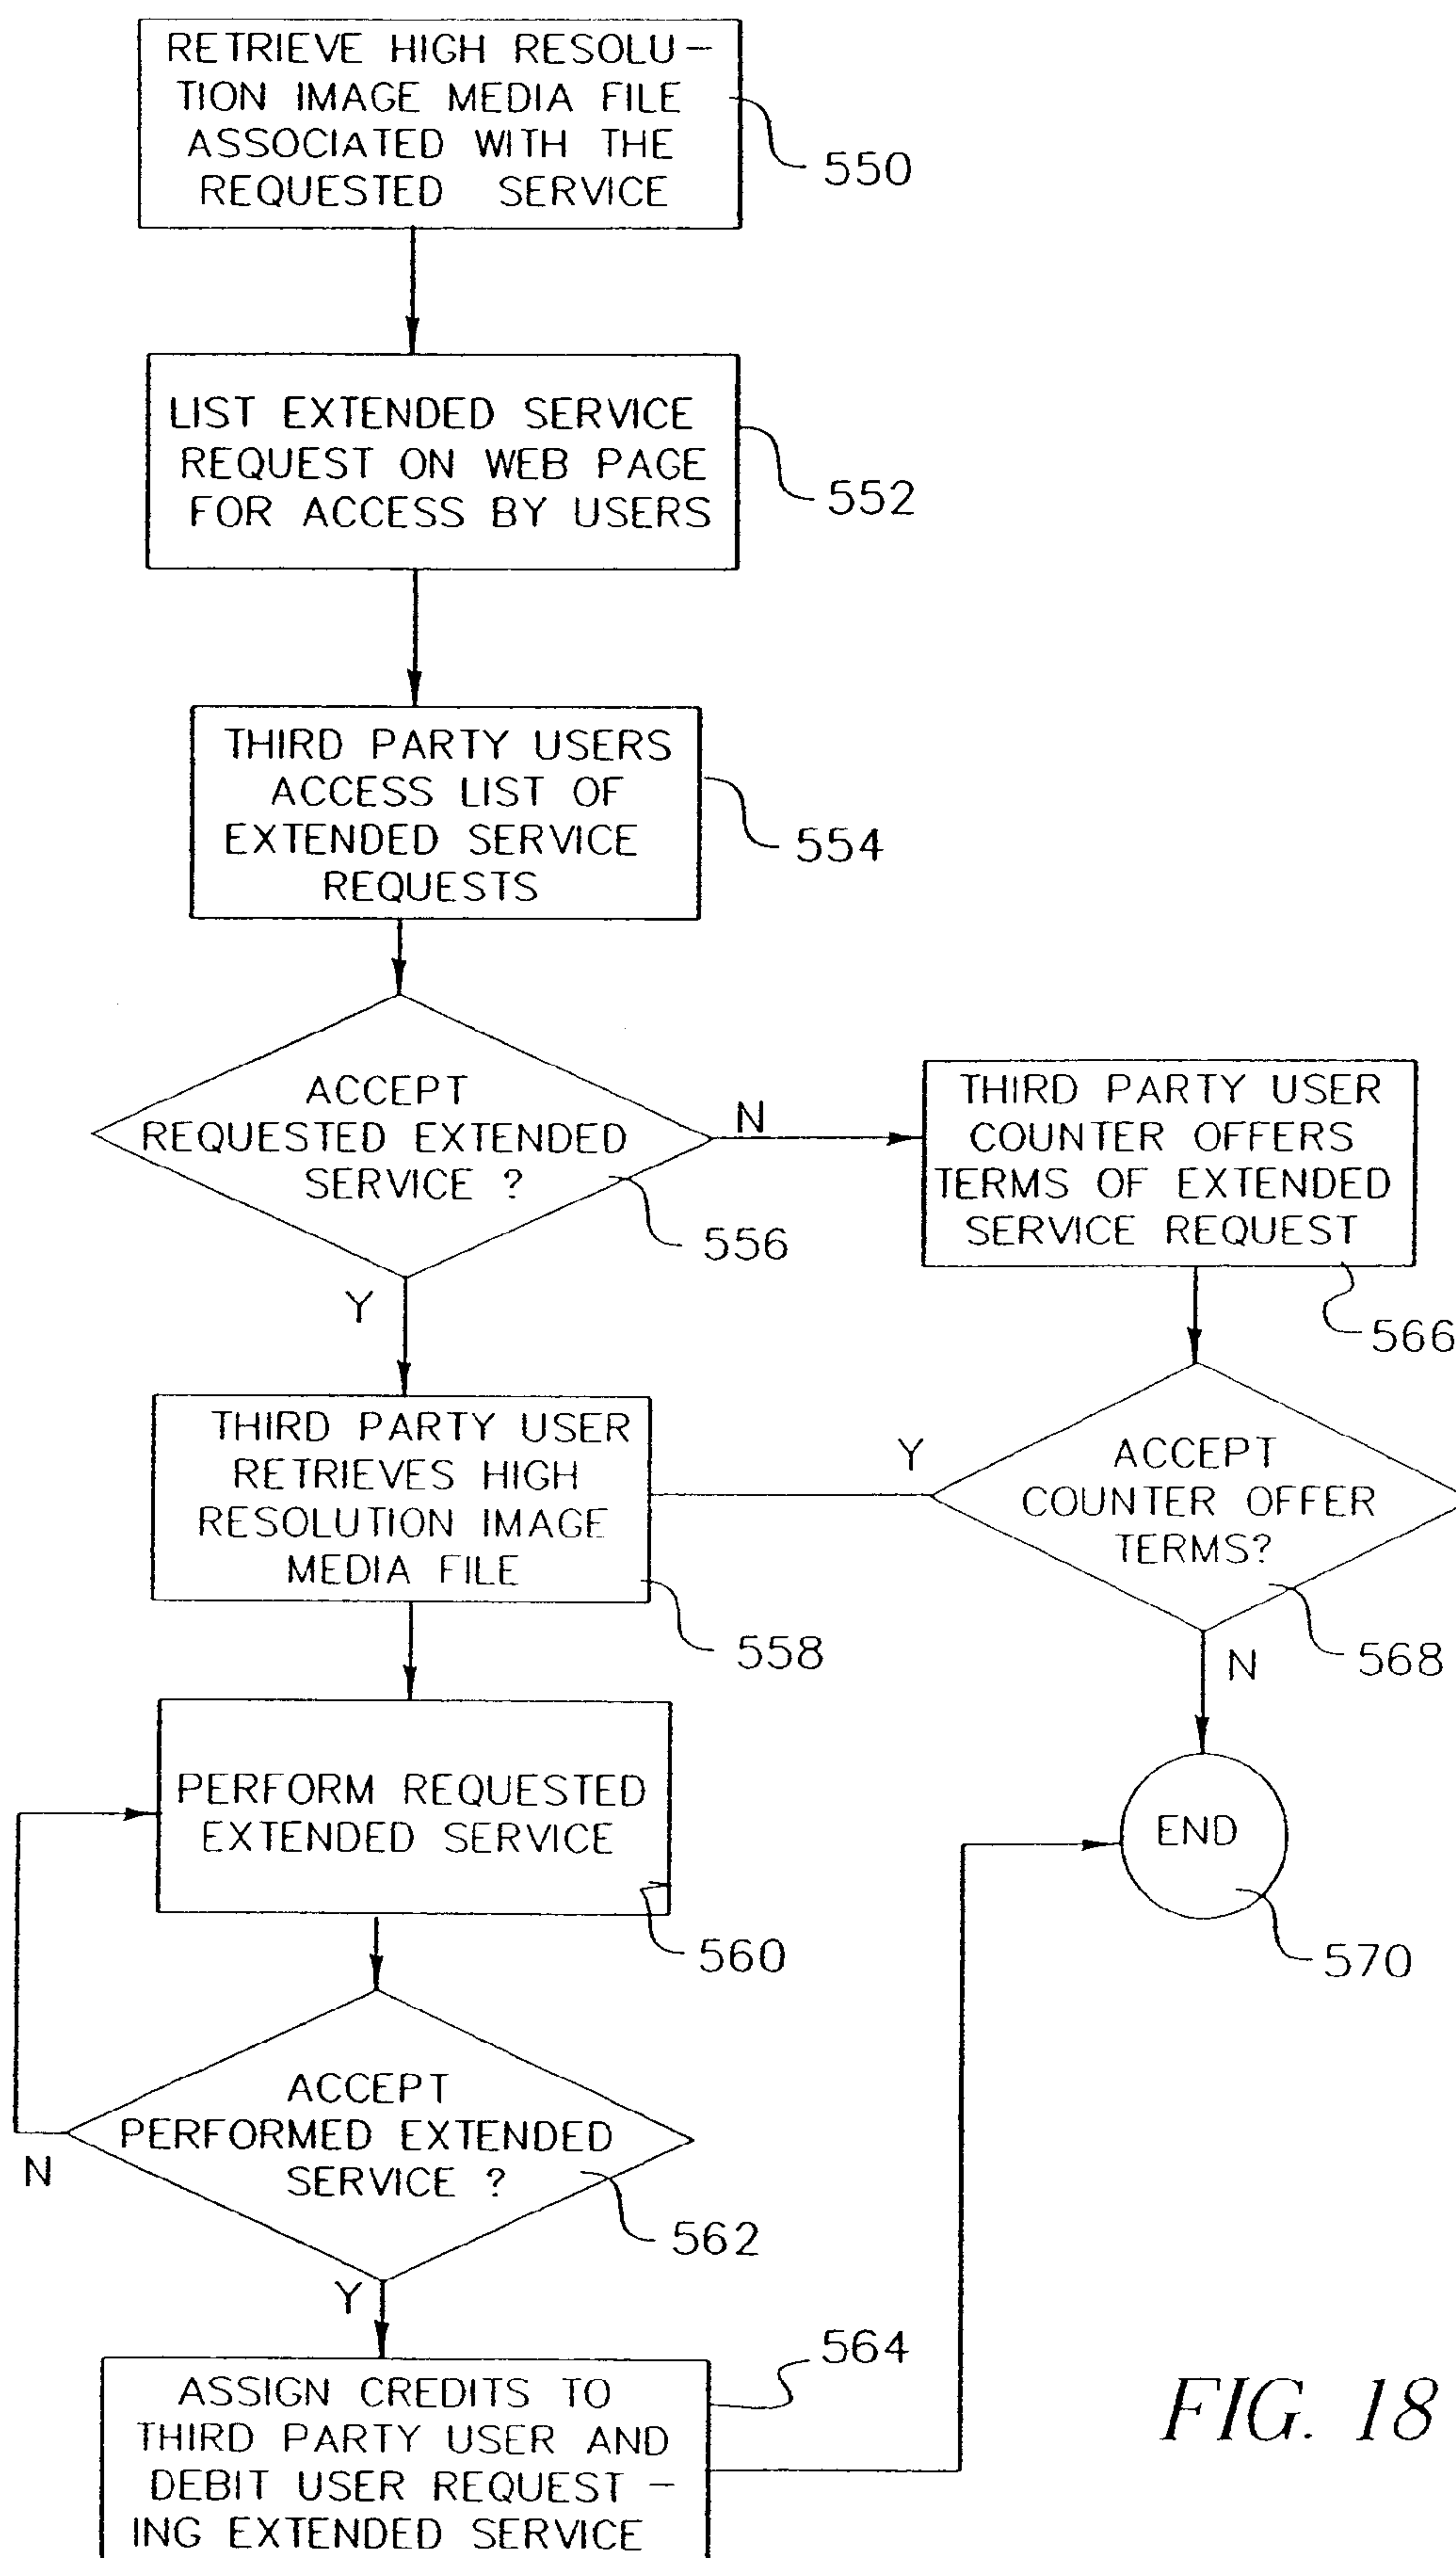 RETRIEVE HIGH RESOLU-
TION IMAGE MEDIA FILE
ASSOCIATED WITH THE
REQUESTED SERVICE
550
LIST EXTENDED SERVICE
REQUEST ON WEB PAGE
FOR ACCESS BY USERS
552
THIRD PARTY USERS
ACCESS LIST OF
EXTENDED SERVICE
REQUESTS
554
ACCEPT
REQUESTED EXTENDED
SERVICE ?
556
N
Y
THIRD PARTY USER
COUNTER OFFERS
TERMS OF EXTENDED
SERVICE REQUEST
566
THIRD PARTY USER
RETRIEVES HIGH
RESOLUTION IMAGE
MEDIA FILE
558
Y
ACCEPT
COUNTER OFFER
TERMS?
568
N
PERFORM REQUESTED
EXTENDED SERVICE
560
END
570
ACCEPT
PERFORMED EXTENDED
SERVICE ?
562
N
Y
ASSIGN CREDITS TO
THIRD PARTY USER AND
DEBIT USER REQUEST -
ING EXTENDED SERVICE
564
FIG. 18